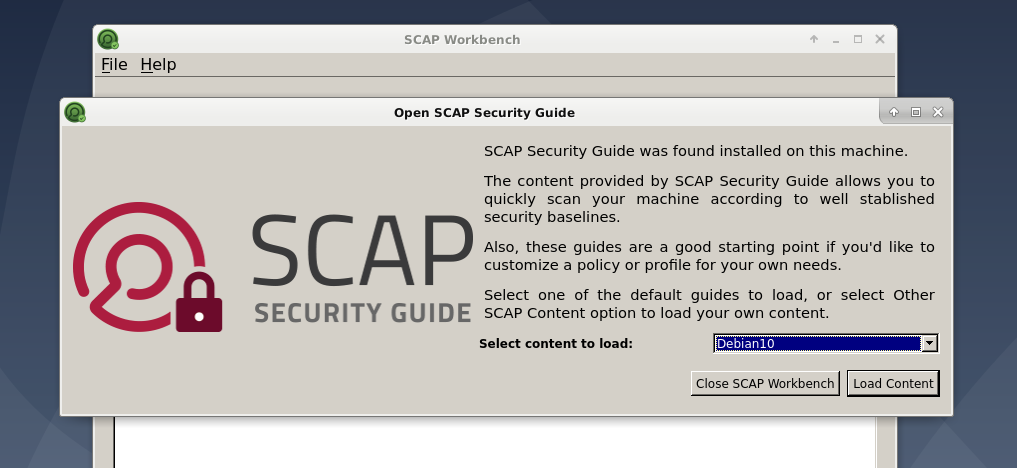 SCAP Workbench
File Help
Open SCAP Security Guide
SCAP
SECURITY GUIDE
SCAP Security Guide was found installed on this machine.
The content provided by SCAP Security Guide allows you to
quickly scan your machine according to well stablished
security baselines.
Also, these guides are a good starting point if you'd like to
customize a policy or profile for your own needs.
Select one of the default guides to load, or select Other
SCAP Content option to load your own content.
Select content to load: Debian10
Close SCAP Workbench Load Content